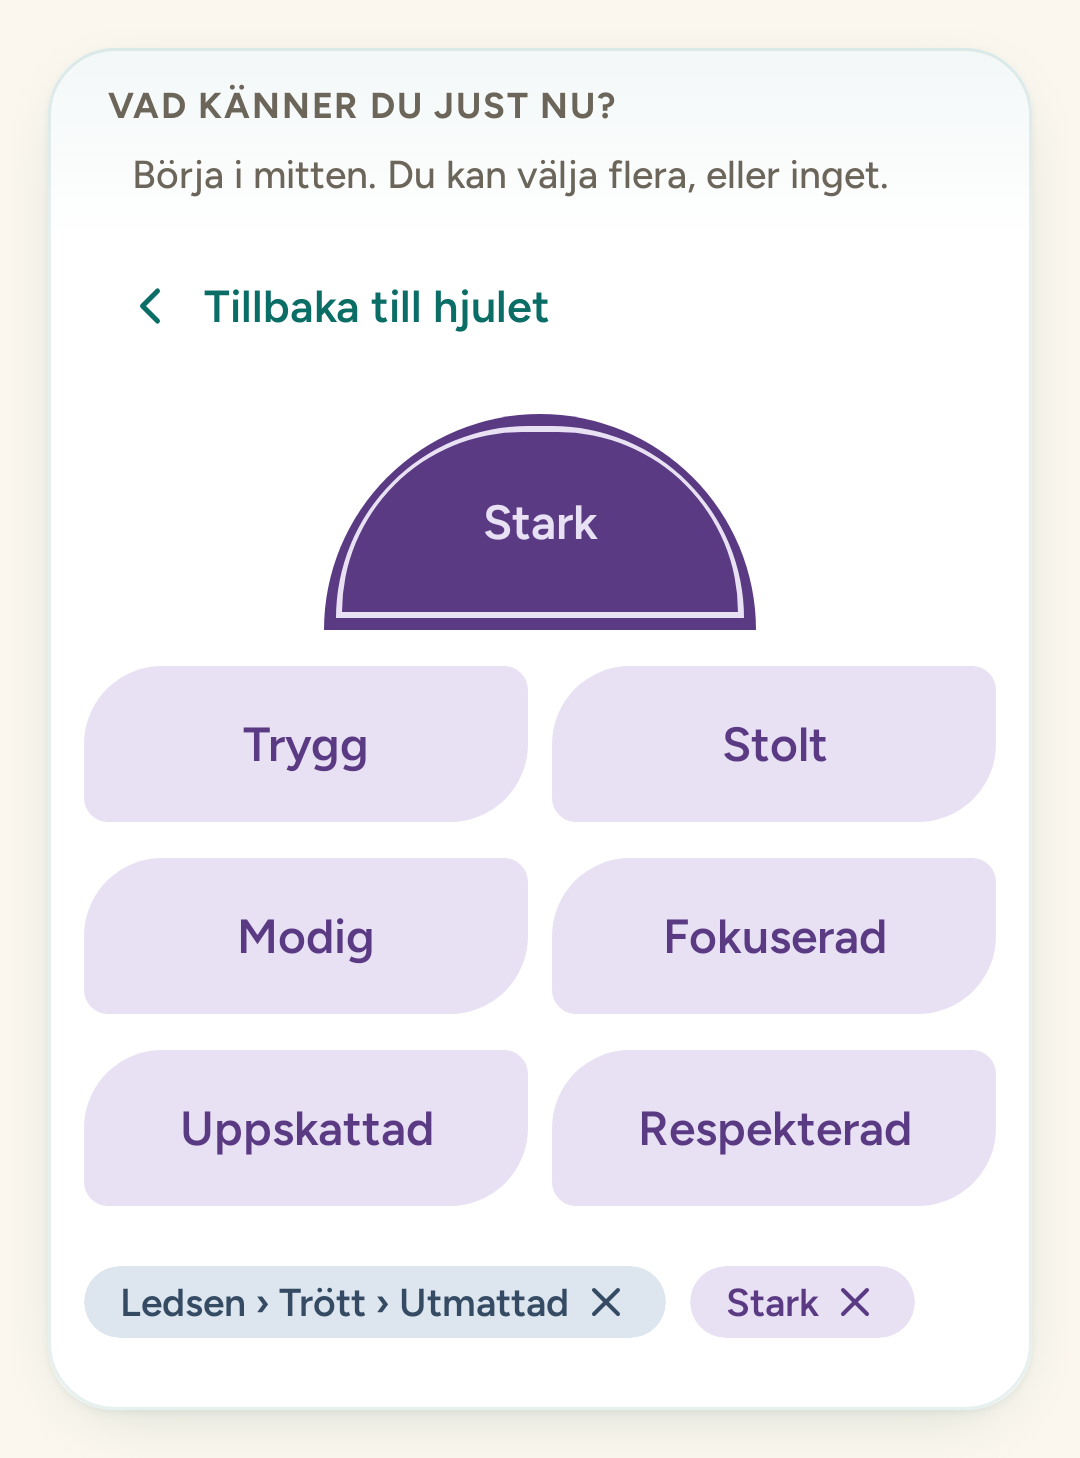 VAD KÄNNER DU JUST NU?
Börja i mitten. Du kan välja flera, eller inget.
Tillbaka till hjulet
Stark
Trygg
Stolt
Modig
Fokuserad
Uppskattad
Respekterad
Ledsen › Trött › Utmattad
Stark